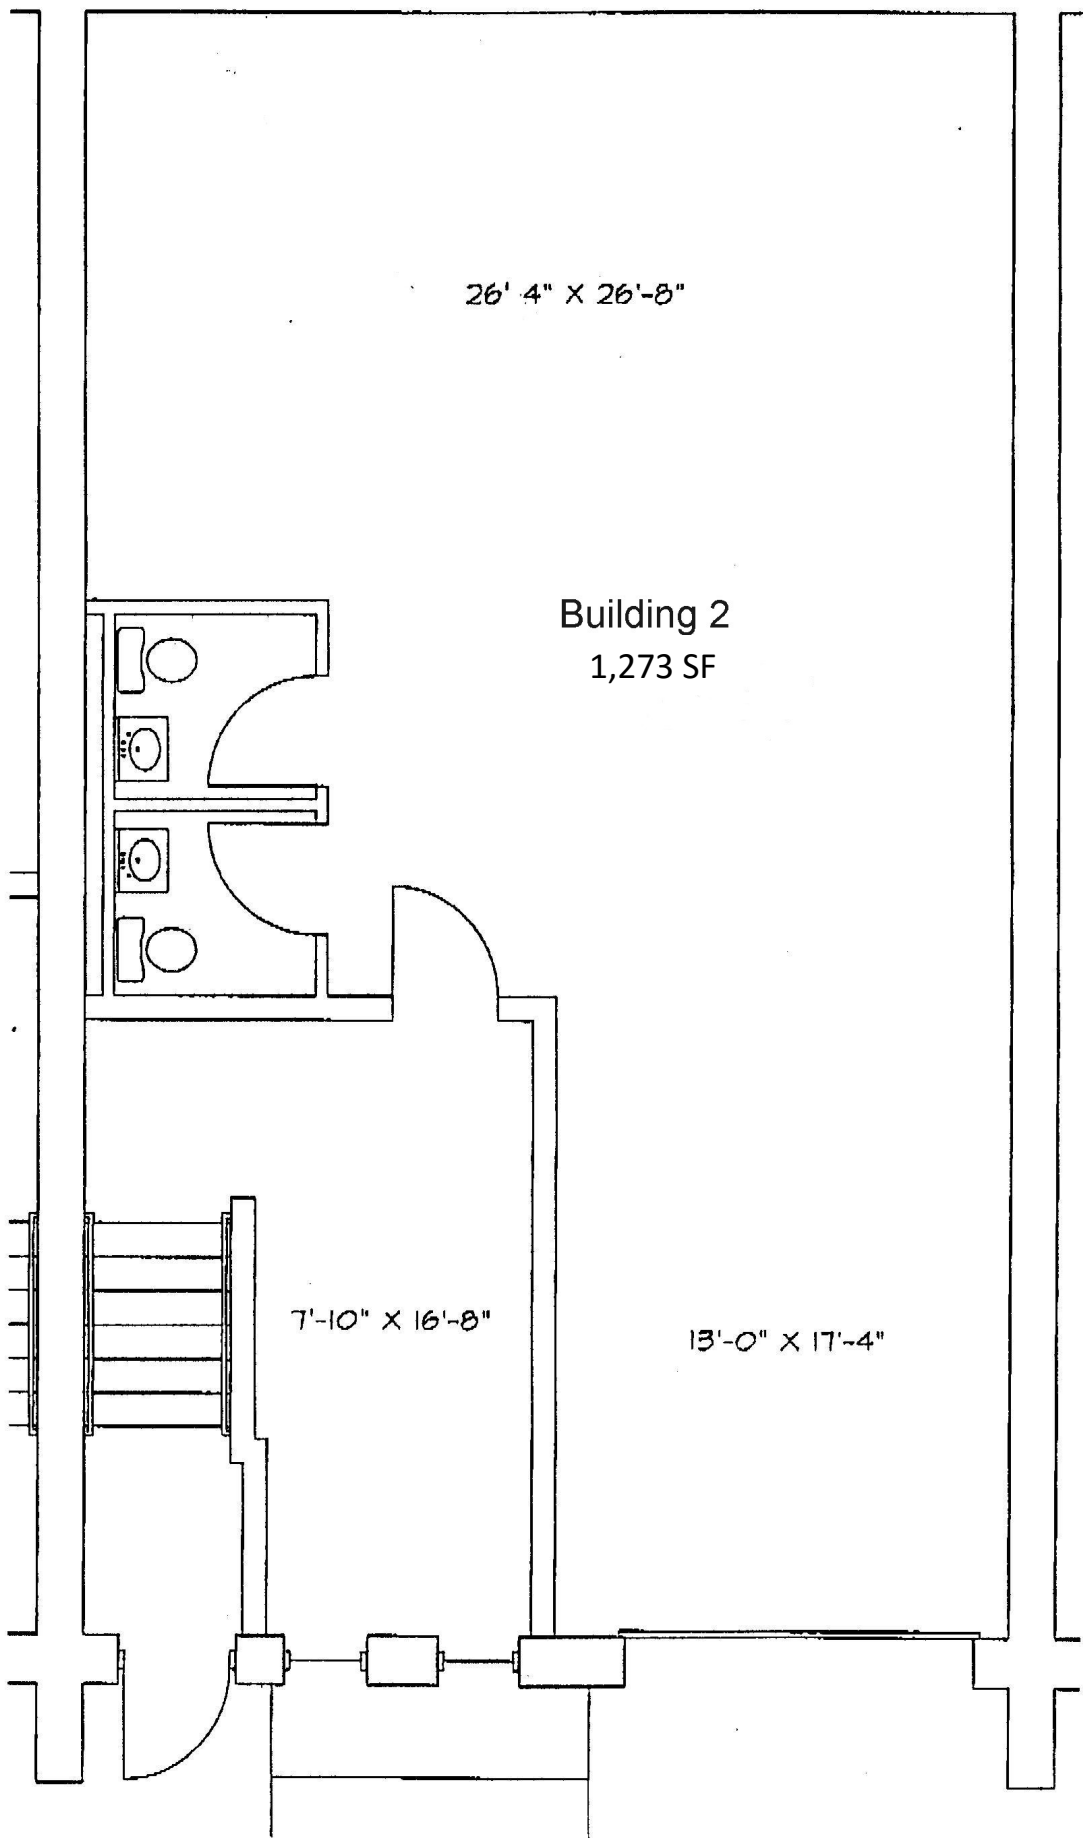 26' 4" X 26'-8"
Building 2
1,273 SF
7'-10" X 16'-8"
13'-0" X 17'-4"